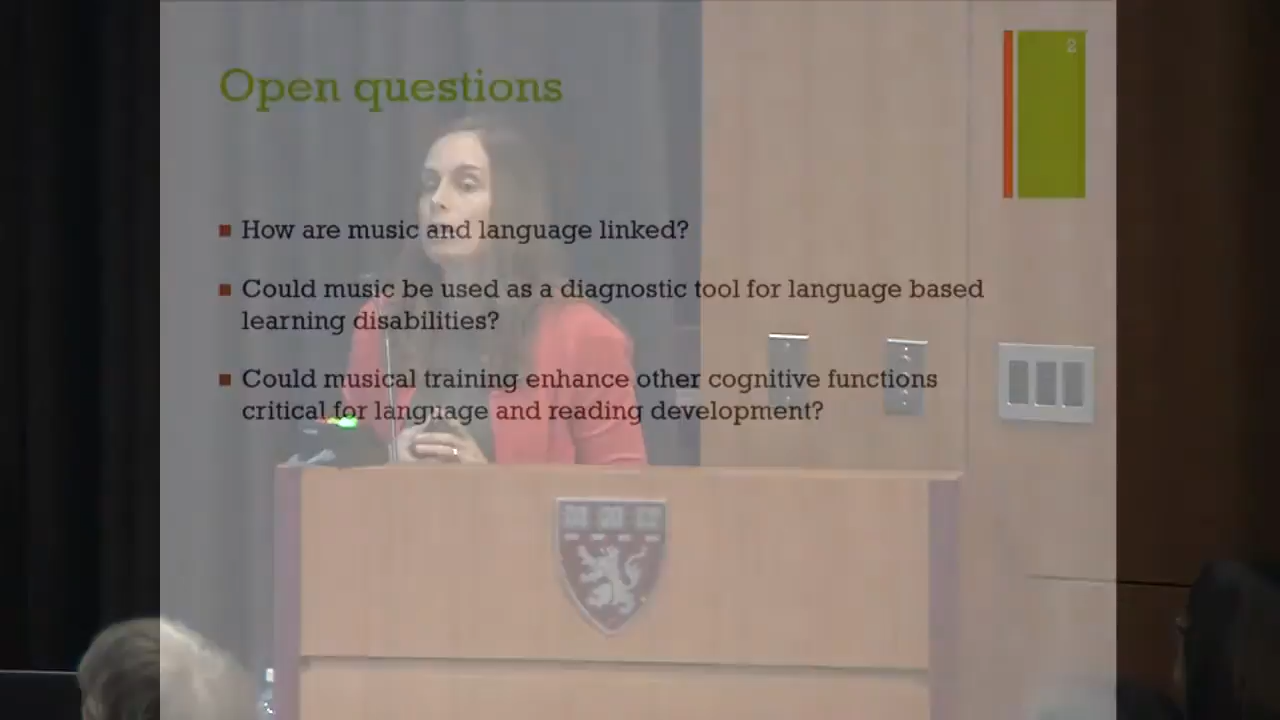 2
Open questions
How are music and language linked?
Could music be used as a diagnostic tool for language based
learning disabilities?
Could musical training enhance other cognitive functions
critical for language and reading development?